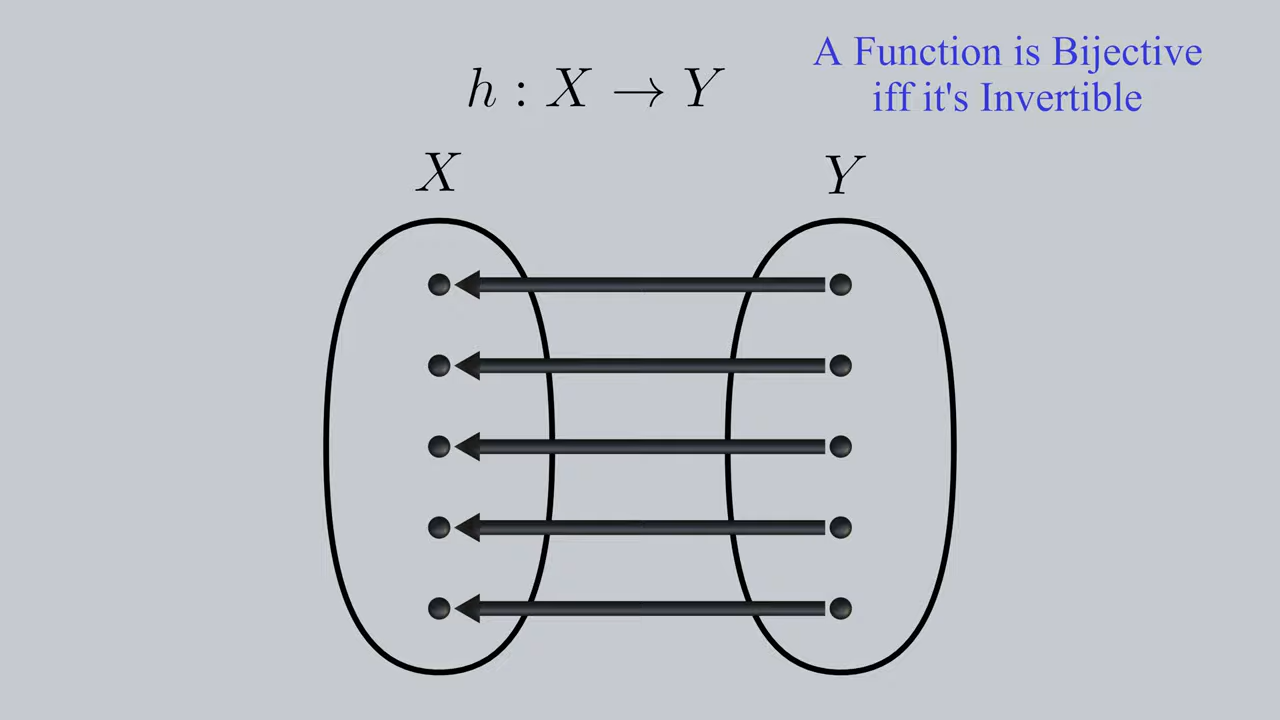 A Function is Bijective
iff it's Invertible
h : X → Y
X
Y